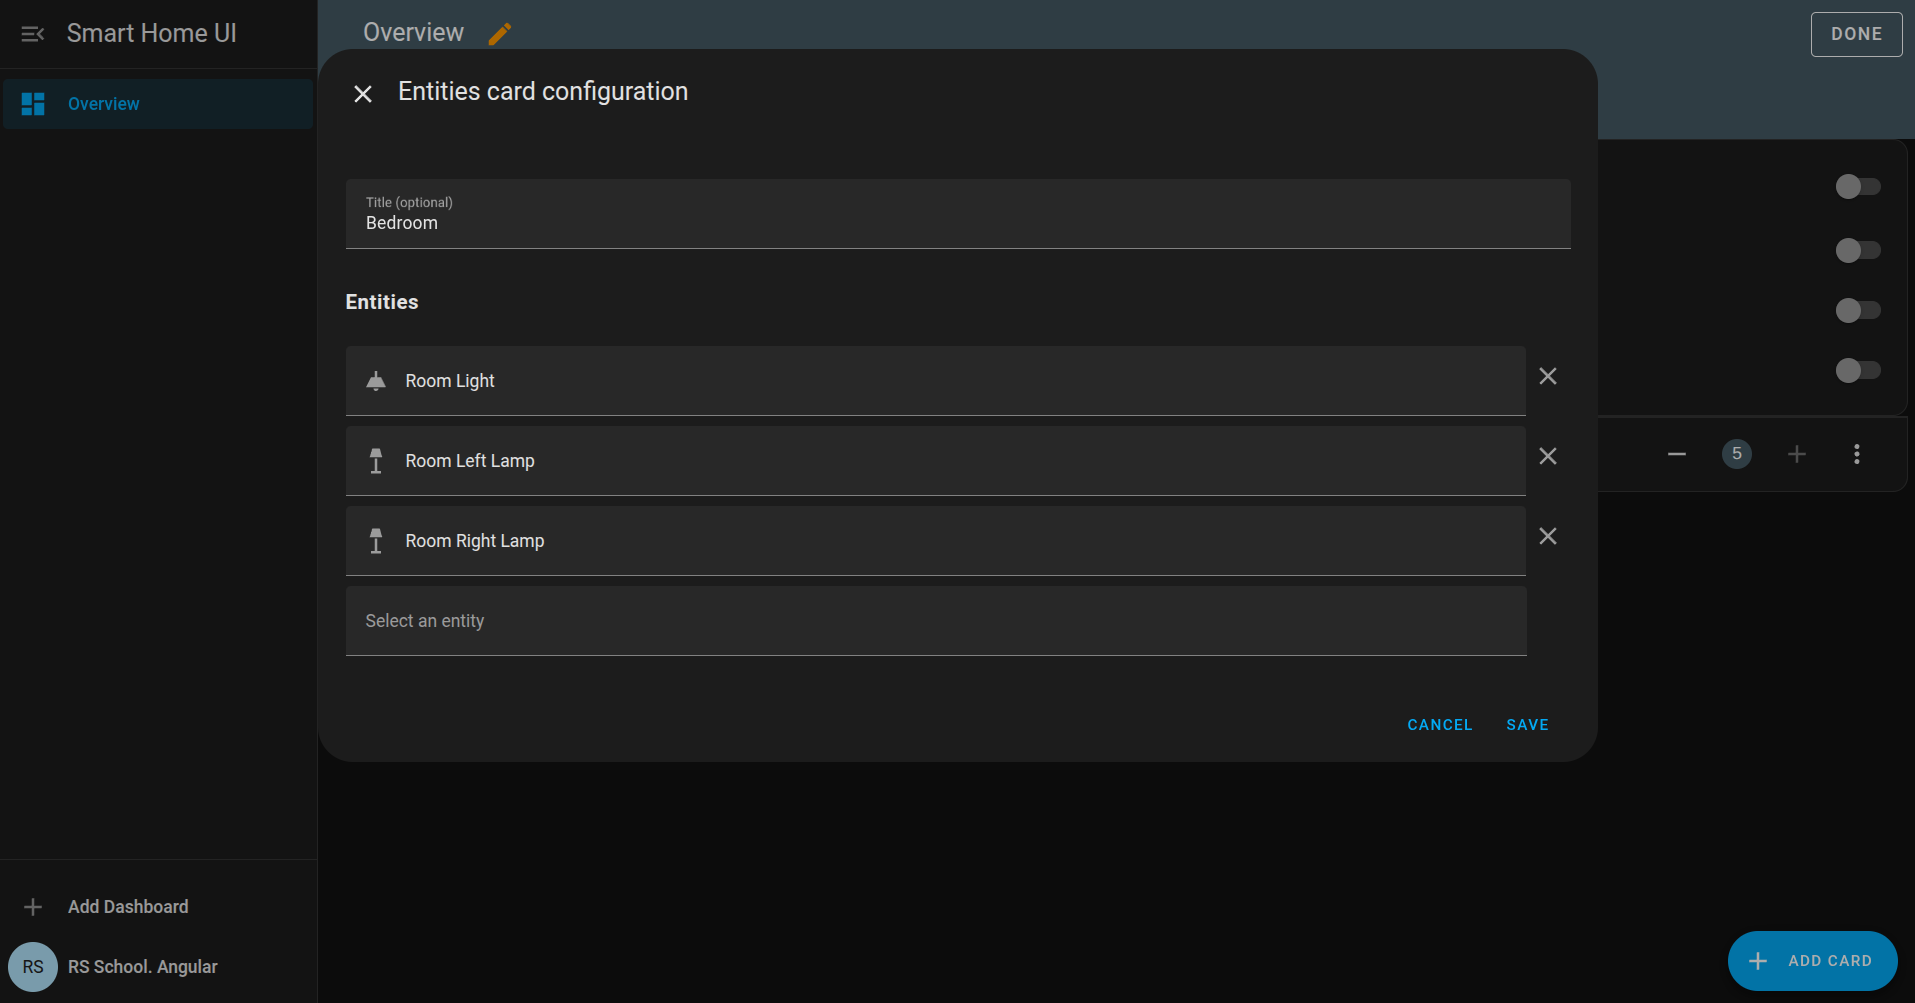 Smart Home UI
Overview
DONE
Overview
Entities card configuration
Title (optional)
Bedroom
Entities
Room Light
Room Left Lamp
5
Room Right Lamp
Select an entity
CANCEL SAVE
Add Dashboard
RS RS School. Angular
ADD CARD